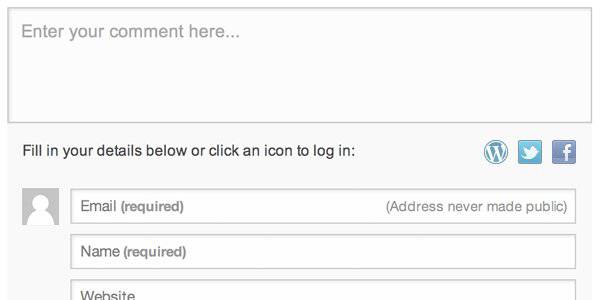 Enter your comment here...
Fill in your details below or click an icon to log in:
Email (required) (Address never made public)
Name (required)
Website